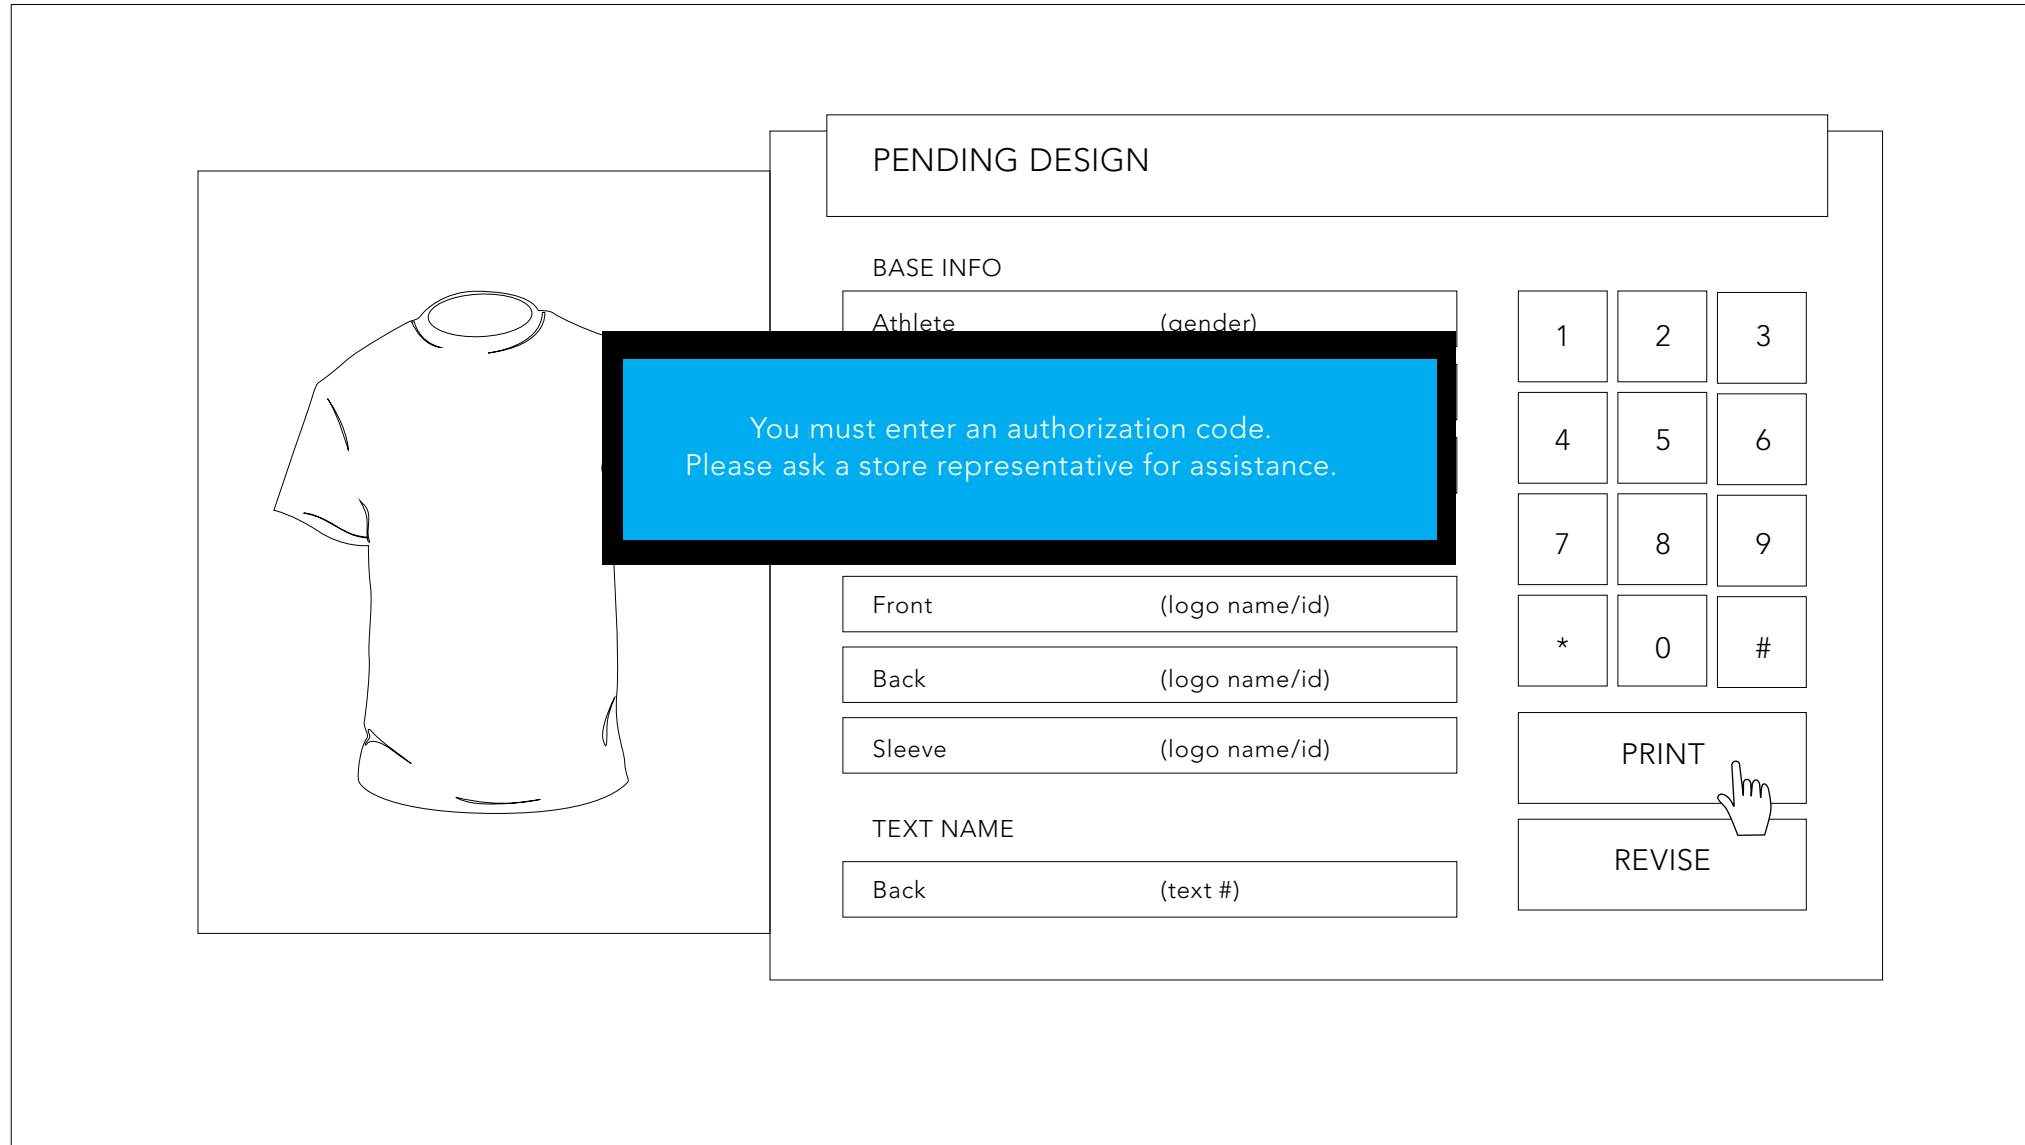 PENDING DESIGN
BASE INFO
Athlete (gender)
You must enter an authorization code.
Please ask a store representative for assistance.
Front (logo name/id)
Back (logo name/id)
Sleeve (logo name/id)
TEXT NAME
Back (text #)
1 2 3
4 5 6
7 8 9
* 0 #
PRINT
REVISE